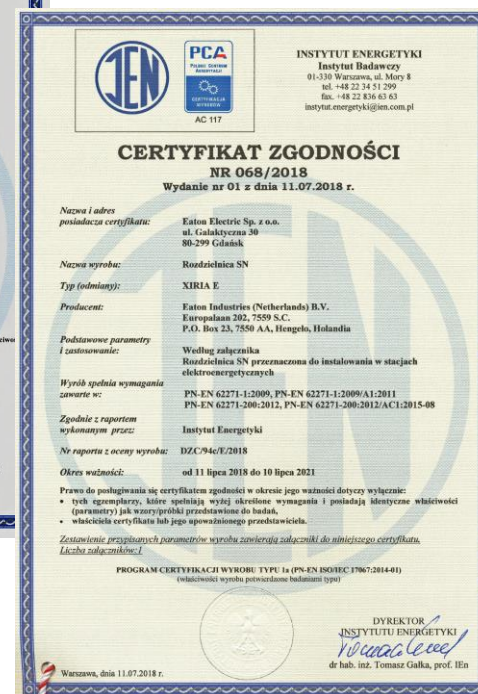 IEN
PCA
POLSKIE CENTRUM
AKREDYTACJI
CERTYFIKACJA
WYROBÓW
AC 117
INSTYTUT ENERGETYKI
Instytut Badawczy
01-330 Warszawa, ul. Mory 8
tel. +48 22 34 51 299
fax. +48 22 836 63 63
instytut.energetyki@ien.com.pl
CERTYFIKAT ZGODNOŚCI
NR 068/2018
Wydanie nr 01 z dnia 11.07.2018 r.
Nazwa i adres
posiadacza certyfikatu: Eaton Electric Sp. z o.o.
ul. Galaktyczna 30
80-299 Gdańsk
Nazwa wyrobu: Rozdzielnica SN
Typ (odmiany): XIRIA E
Producent: Eaton Industries (Netherlands) B.V.
Europalaan 202, 7559 S.C.
P.O. Box 23, 7550 AA, Hengelo, Holandia
Podstawowe parametry
i zastosowanie: Według załącznika
Rozdzielnica SN przeznaczona do instalowania w stacjach
elektroenergetycznych
Wyrób spełnia wymagania
zawarte w: PN-EN 62271-1:2009, PN-EN 62271-1:2009/A1:2011
PN-EN 62271-200:2012, PN-EN 62271-200:2012/AC1:2015-08
Zgodnie z raportem
wykonanym przez: Instytut Energetyki
Nr raportu z oceny wyrobu: DZC/94c/E/2018
Okres ważności: od 11 lipca 2018 do 10 lipca 2021
Prawo do posługiwania się certyfikatem zgodności w okresie jego ważności dotyczy wyłącznie:
• tych egzemplarzy, które spełniają wyżej określone wymagania i posiadają identyczne właściwości
(parametry) jak wzory/próbki przedstawione do badań,
• właściciela certyfikatu lub jego upoważnionego przedstawiciela.
Zestawienie przypisanych parametrów wyrobu zawierają załączniki do niniejszego certyfikatu.
Liczba załączników:1
PROGRAM CERTYFIKACJI WYROBU TYPU 1a (PN-EN ISO/IEC 17067:2014-01)
(właściwości wyrobu potwierdzone badaniami typu)
DYREKTOR
INSTYTUTU ENERGETYKI
dr hab. inż. Tomasz Gałka, prof. IEn
Warszawa, dnia 11.07.2018 r.